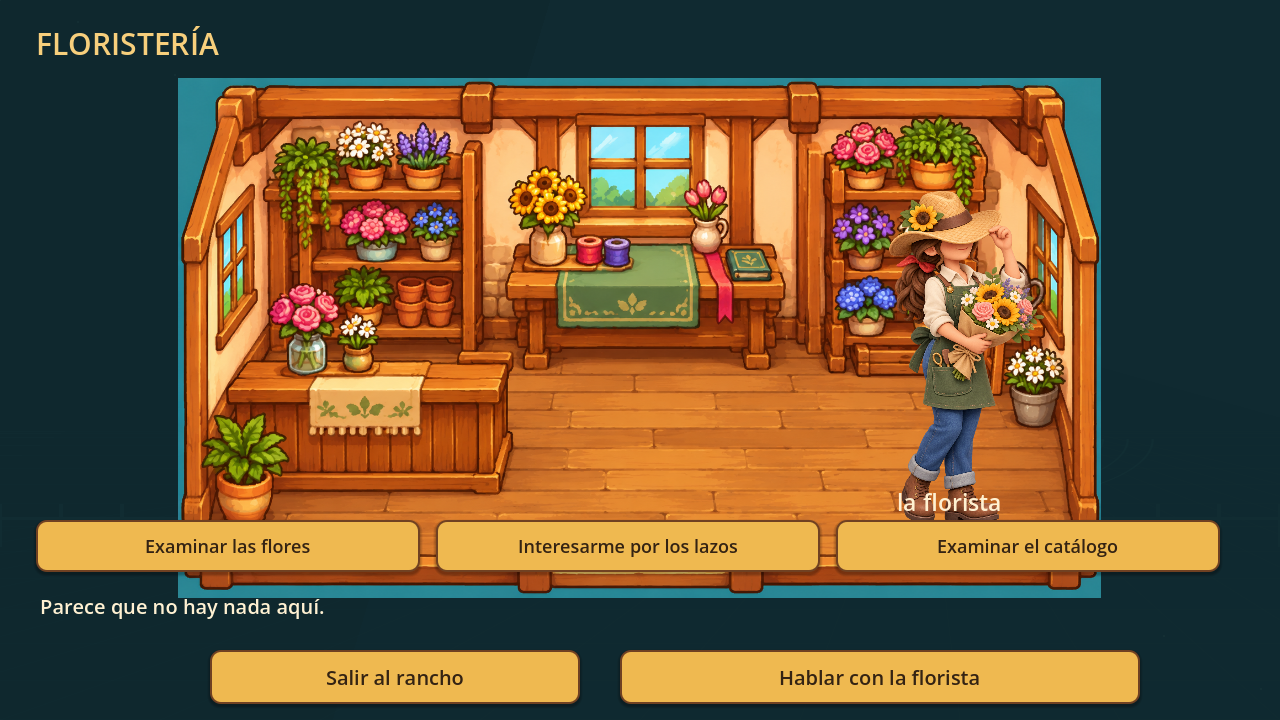 FLORISTERÍA
la florista
Examinar las flores
Interesarme por los lazos
Examinar el catálogo
Parece que no hay nada aquí.
Salir al rancho
Hablar con la florista